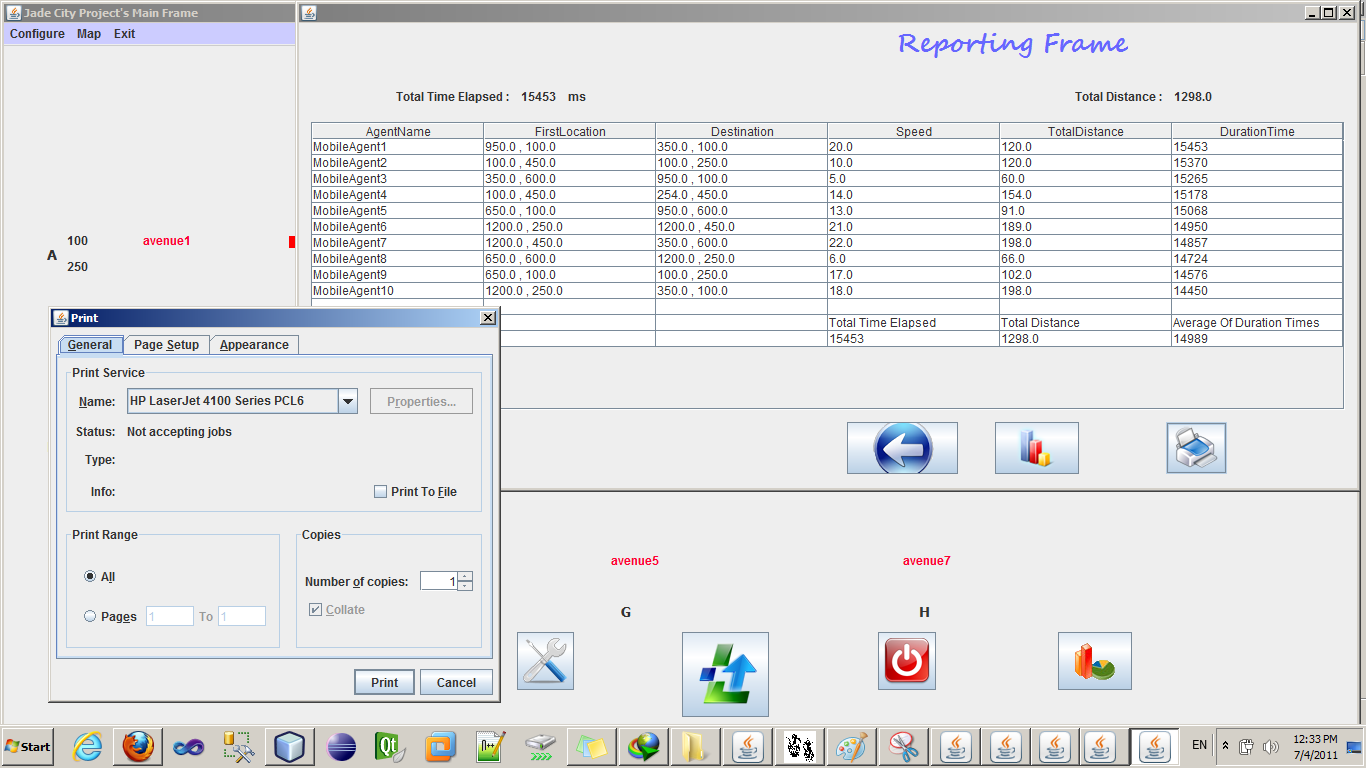 Jade City Project's Main Frame
Configure Map Exit
Reporting Frame
Total Time Elapsed : 15453 ms
Total Distance : 1298.0
AgentName FirstLocation Destination Speed TotalDistance DurationTime
MobileAgent1 950.0 , 100.0 350.0 , 100.0 20.0 120.0 15453
MobileAgent2 100.0 , 450.0 100.0 , 250.0 10.0 120.0 15370
MobileAgent3 350.0 , 600.0 950.0 , 100.0 5.0 60.0 15265
MobileAgent4 100.0 , 450.0 254.0 , 450.0 14.0 154.0 15178
MobileAgent5 650.0 , 100.0 950.0 , 600.0 13.0 91.0 15068
MobileAgent6 1200.0 , 250.0 1200.0 , 450.0 21.0 189.0 14950
MobileAgent7 1200.0 , 450.0 350.0 , 600.0 22.0 198.0 14857
MobileAgent8 650.0 , 600.0 1200.0 , 250.0 6.0 66.0 14724
MobileAgent9 650.0 , 100.0 100.0 , 250.0 17.0 102.0 14576
MobileAgent10 1200.0 , 250.0 350.0 , 100.0 18.0 198.0 14450
Total Time Elapsed Total Distance Average Of Duration Times
15453 1298.0 14989
100 avenue1
A
250
Print
General Page Setup Appearance
Print Service
Name: HP LaserJet 4100 Series PCL6 Properties...
Status: Not accepting jobs
Type:
Info: Print To File
Print Range
All
Pages 1 To 1
Copies
Number of copies: 1
Collate
Print Cancel
avenue5 avenue7
G H
Start Qt EN 12:33 PM
7/4/2011